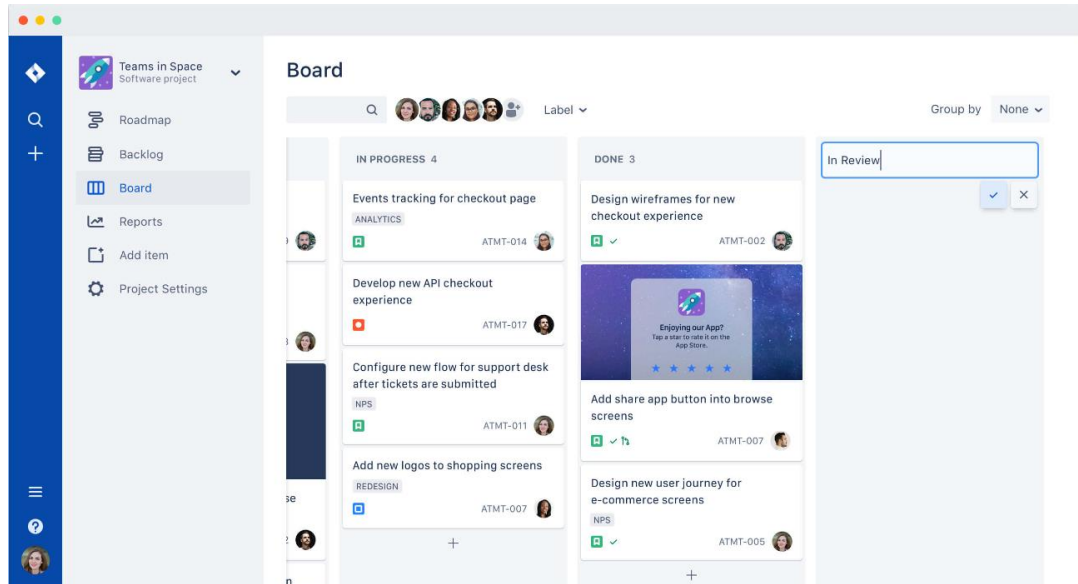 Teams in Space
Software project
Roadmap
Backlog
Board
Reports
Add item
Project Settings
Board
Label
Group by
None
se
n
IN PROGRESS 4
Events tracking for checkout page
ANALYTICS
ATMT-014
Develop new API checkout
experience
ATMT-017
Configure new flow for support desk
after tickets are submitted
NPS
ATMT-011
Add new logos to shopping screens
REDESIGN
ATMT-007
DONE 3
Design wireframes for new
checkout experience
ATMT-002
Enjoying our App?
Tap a star to rate it on the
App Store.
Add share app button into browse
screens
ATMT-007
Design new user journey for
e-commerce screens
NPS
ATMT-005
In Review